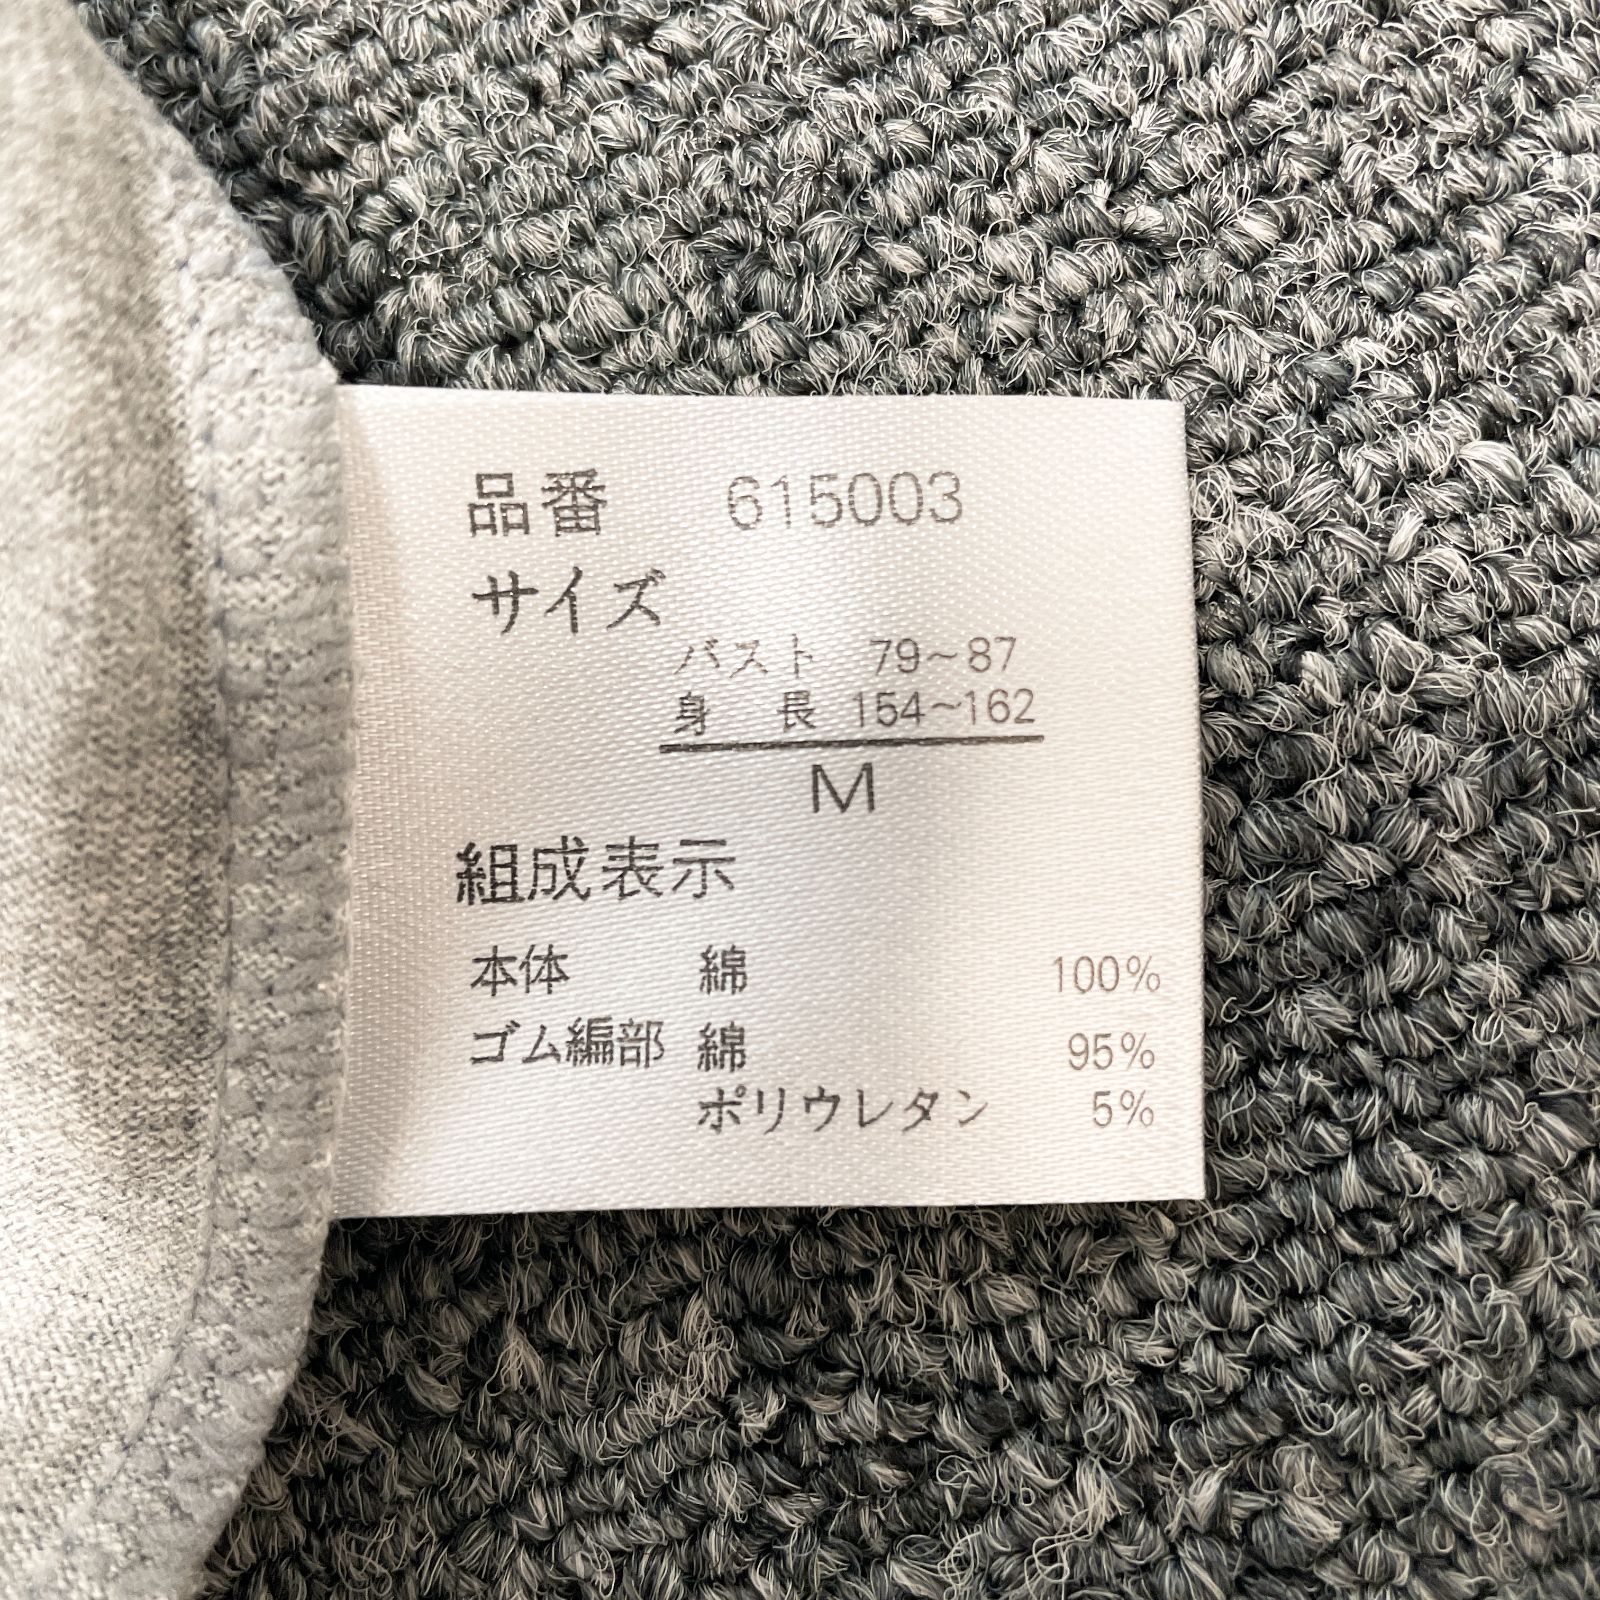 品番 615003
サイズ
バスト 79～87
身 長 154～162
M
組成表示
本体 綿 100%
ゴム編部 綿 95%
ポリウレタン 5%